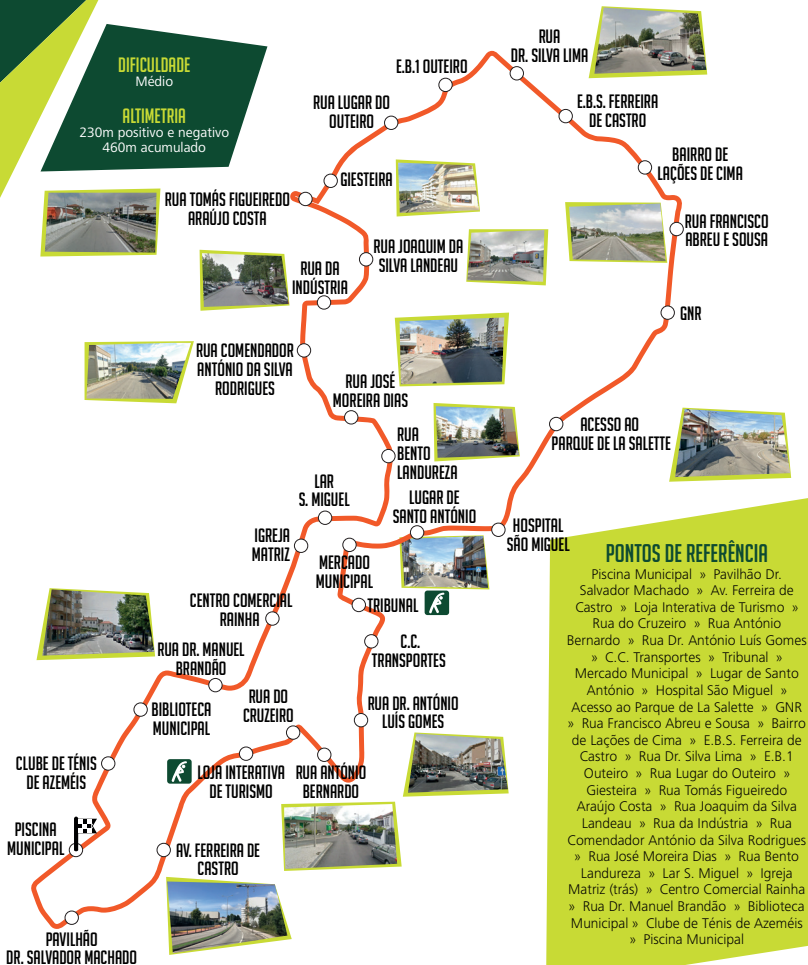 DIFICULDADE
Médio
ALTIMETRIA
230m positivo e negativo
460m acumulado
RUA
DR. SILVA LIMA
E.B.1 OUTEIRO
RUA LUGAR DO
OUTEIRO
E.B.S. FERREIRA
DE CASTRO
BAIRRO DE
LAÇÕES DE CIMA
GIESTEIRA
RUA TOMÁS FIGUEIREDO
ARAÚJO COSTA
RUA FRANCISCO
ABREU E SOUSA
RUA JOAQUIM DA
SILVA LANDEAU
RUA DA
INDÚSTRIA
GNR
RUA COMENDADOR
ANTÓNIO DA SILVA
RODRIGUES
RUA JOSÉ
MOREIRA DIAS
ACESSO AO
PARQUE DE LA SALETTE
RUA
BENTO
LANDUREZA
LAR
S. MIGUEL
LUGAR DE
SANTO ANTÓNIO
HOSPITAL
SÃO MIGUEL
IGREJA
MATRIZ
MERCADO
MUNICIPAL
CENTRO COMERCIAL
RAINHA
TRIBUNAL
C.C.
TRANSPORTES
RUA DR. MANUEL
BRANDÃO
BIBLIOTECA
MUNICIPAL
RUA DO
CRUZEIRO
RUA DR. ANTÓNIO
LUÍS GOMES
CLUBE DE TÉNIS
DE AZEMÉIS
LOJA INTERATIVA
DE TURISMO
RUA ANTÓNIO
BERNARDO
PISCINA
MUNICIPAL
AV. FERREIRA DE
CASTRO
PAVILHÃO
DR. SALVADOR MACHADO
PONTOS DE REFERÊNCIA
Piscina Municipal » Pavilhão Dr.
Salvador Machado » Av. Ferreira de
Castro » Loja Interativa de Turismo »
Rua do Cruzeiro » Rua António
Bernardo » Rua Dr. António Luís Gomes
» C.C. Transportes » Tribunal »
Mercado Municipal » Lugar de Santo
António » Hospital São Miguel »
Acesso ao Parque de La Salette » GNR
» Rua Francisco Abreu e Sousa » Bairro
de Lações de Cima » E.B.S. Ferreira de
Castro » Rua Dr. Silva Lima » E.B.1
Outeiro » Rua Lugar do Outeiro »
Giesteira » Rua Tomás Figueiredo
Araújo Costa » Rua Joaquim da Silva
Landeau » Rua da Indústria » Rua
Comendador António da Silva Rodrigues
» Rua José Moreira Dias » Rua Bento
Landureza » Lar S. Miguel » Igreja
Matriz (trás) » Centro Comercial Rainha
» Rua Dr. Manuel Brandão » Biblioteca
Municipal » Clube de Ténis de Azeméis
» Piscina Municipal